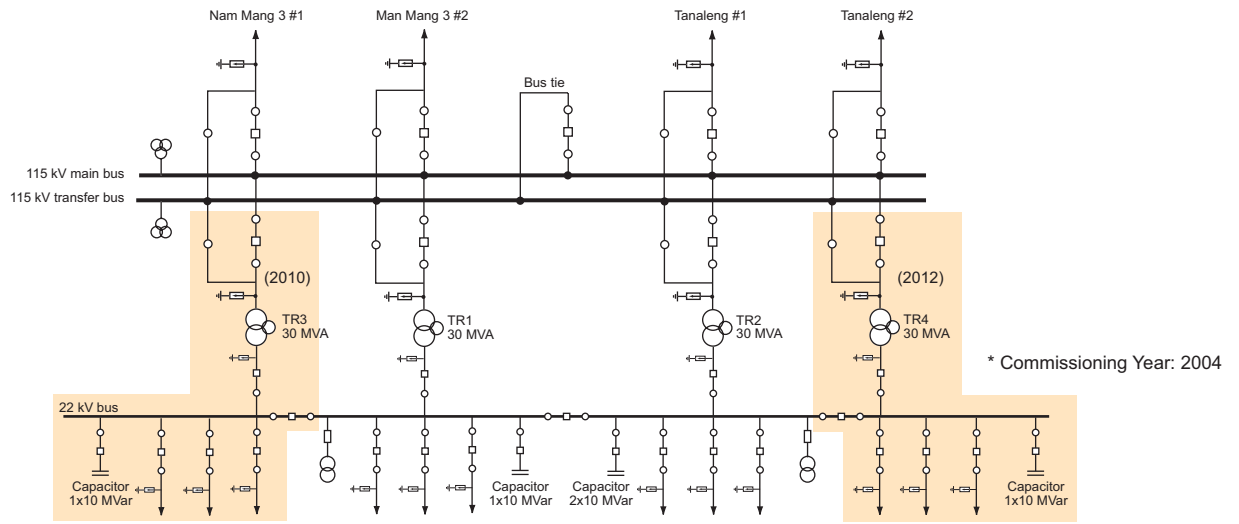 Nam Mang 3 #1
Man Mang 3 #2
Tanaleng #1
Tanaleng #2
Bus tie
115 kV main bus
115 kV transfer bus
(2010)
(2012)
TR3
30 MVA
TR1
30 MVA
TR2
30 MVA
TR4
30 MVA
* Commissioning Year: 2004
22 kV bus
Capacitor
1x10 MVar
Capacitor
1x10 MVar
Capacitor
2x10 MVar
Capacitor
1x10 MVar